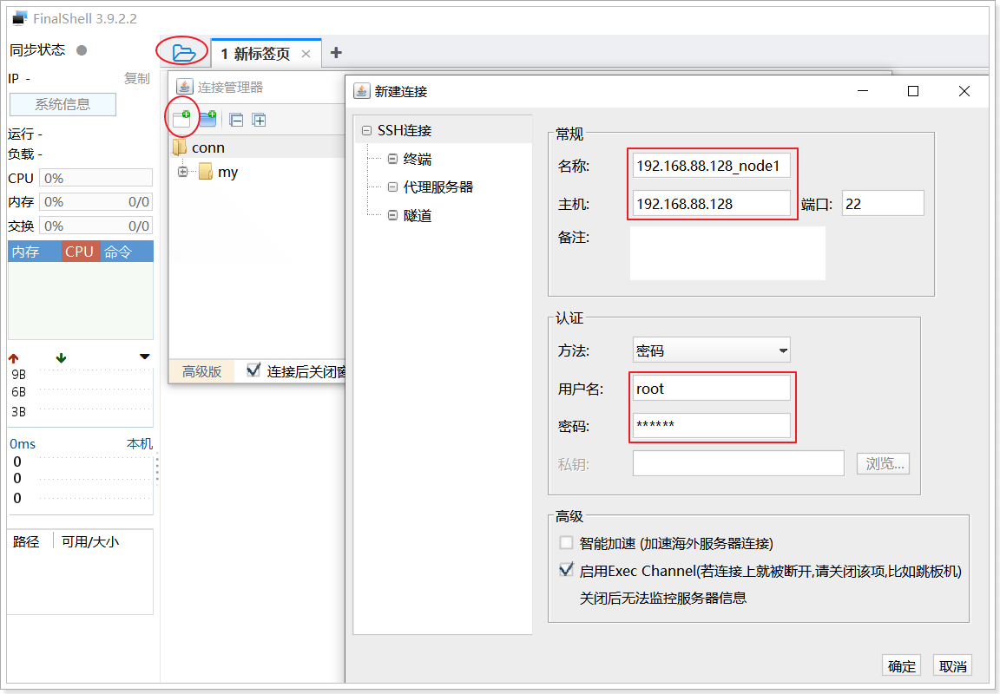 FinalShell 3.9.2.2
同步状态
IP -
复制
系统信息
运行 -
负载 -
CPU 0%
内存 0% 0/0
交换 0% 0/0
内存 CPU 命令
9B
6B
3B
0ms 本机
0
0
0
路径 可用/大小
1 新标签页
连接管理器
conn
my
高级版
连接后关闭窗
新建连接
SSH连接
终端
代理服务器
隧道
常规
名称: 192.168.88.128_node1
主机: 192.168.88.128 端口: 22
备注:
认证
方法: 密码
用户名: root
密码: ******
私钥: 浏览...
高级
智能加速 (加速海外服务器连接)
启用Exec Channel(若连接上就被断开,请关闭该项,比如跳板机)
关闭后无法监控服务器信息
确定 取消